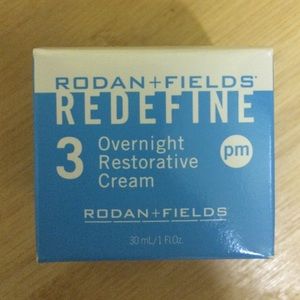 RODAN+FIELDS®
REDEFINE
3 Overnight Restorative Cream
pm
RODAN+FIELDS
30 mL/1 Fl.Oz.